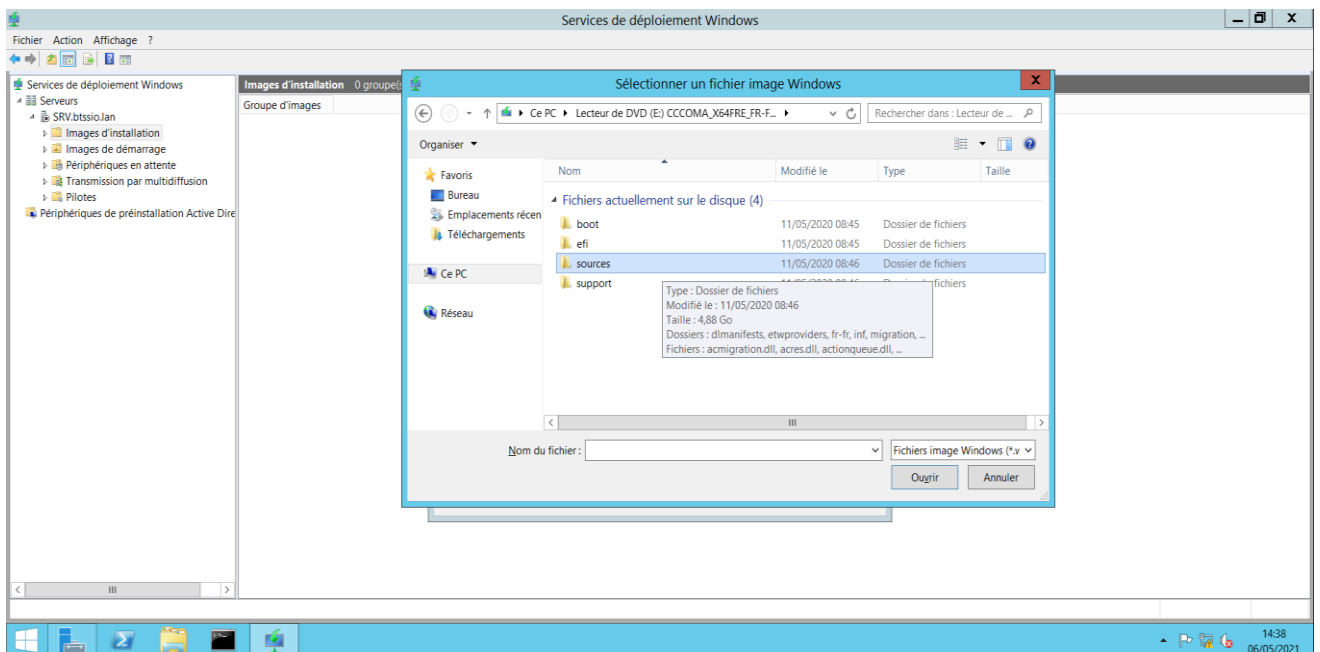 Services de déploiement Windows
Fichier Action Affichage ?
Services de déploiement Windows
Serveurs
SRV.btssio.lan
Images d'installation
Images de démarrage
Périphériques en attente
Transmission par multidiffusion
Pilotes
Périphériques de préinstallation Active Dire
Images d'installation 0 groupe(s
Groupe d'images
Sélectionner un fichier image Windows
Ce PC Lecteur de DVD (E:) CCCOMA_X64FRE_FR-F...
Rechercher dans : Lecteur de ...
Organiser
Favoris
Bureau
Emplacements récen
Téléchargements
Ce PC
Réseau
Nom Modifié le Type Taille
Fichiers actuellement sur le disque (4)
boot 11/05/2020 08:45 Dossier de fichiers
efi 11/05/2020 08:45 Dossier de fichiers
sources 11/05/2020 08:46 Dossier de fichiers
support
Type : Dossier de fichiers
Modifié le : 11/05/2020 08:46
Taille : 4,88 Go
Dossiers : dlmanifests, etwproviders, fr-fr, inf, migration, ...
Fichiers : acmigration.dll, acres.dll, actionqueue.dll, ...
Nom du fichier :
Fichiers image Windows (*.v
Ouvrir Annuler
14:38
06/05/2021